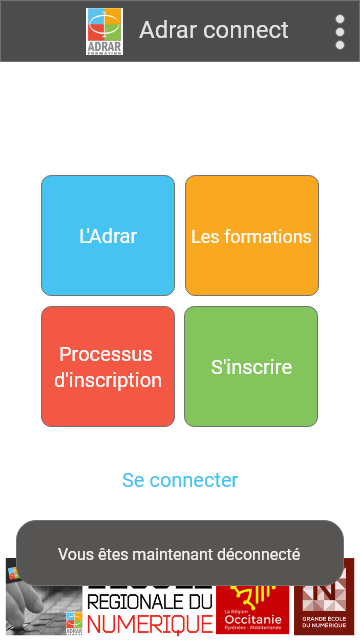 ADRAR
FORMATION
Adrar connect
L'Adrar
Les formations
Processus
d'inscription
S'inscrire
Se connecter
Vous êtes maintenant déconnecté
REGIONALE DU
NUMERIQUE
ADRAR
La Région
Occitanie
Pyrénées - Méditerranée
GRANDE ÉCOLE
DU NUMÉRIQUE